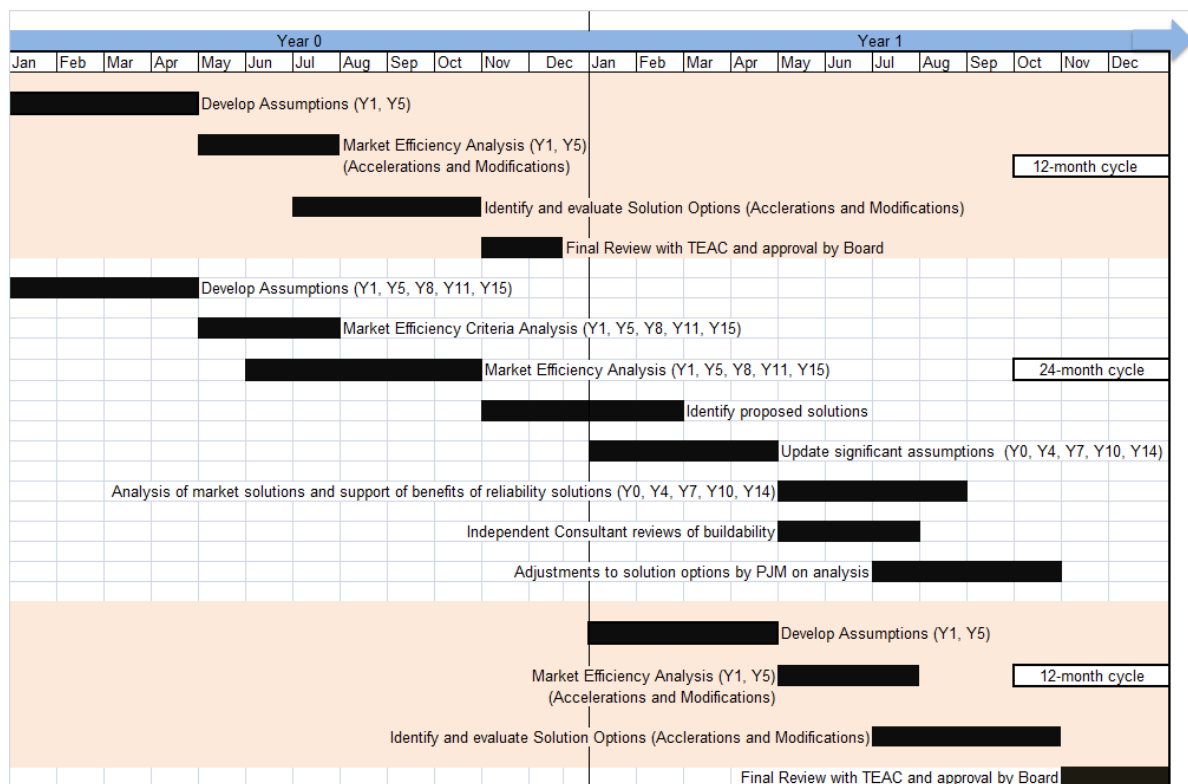 Year 0
Year 1
Jan Feb Mar Apr May Jun Jul Aug Sep Oct Nov Dec Jan Feb Mar Apr May Jun Jul Aug Sep Oct Nov Dec
Develop Assumptions (Y1, Y5)
Market Efficiency Analysis (Y1, Y5)
(Accelerations and Modifications)
12-month cycle
Identify and evaluate Solution Options (Acclerations and Modifications)
Final Review with TEAC and approval by Board
Develop Assumptions (Y1, Y5, Y8, Y11, Y15)
Market Efficiency Criteria Analysis (Y1, Y5, Y8, Y11, Y15)
Market Efficiency Analysis (Y1, Y5, Y8, Y11, Y15)
24-month cycle
Identify proposed solutions
Update significant assumptions (Y0, Y4, Y7, Y10, Y14)
Analysis of market solutions and support of benefits of reliability solutions (Y0, Y4, Y7, Y10, Y14)
Independent Consultant reviews of buildability
Adjustments to solution options by PJM on analysis
Develop Assumptions (Y1, Y5)
Market Efficiency Analysis (Y1, Y5)
(Accelerations and Modifications)
12-month cycle
Identify and evaluate Solution Options (Acclerations and Modifications)
Final Review with TEAC and approval by Board